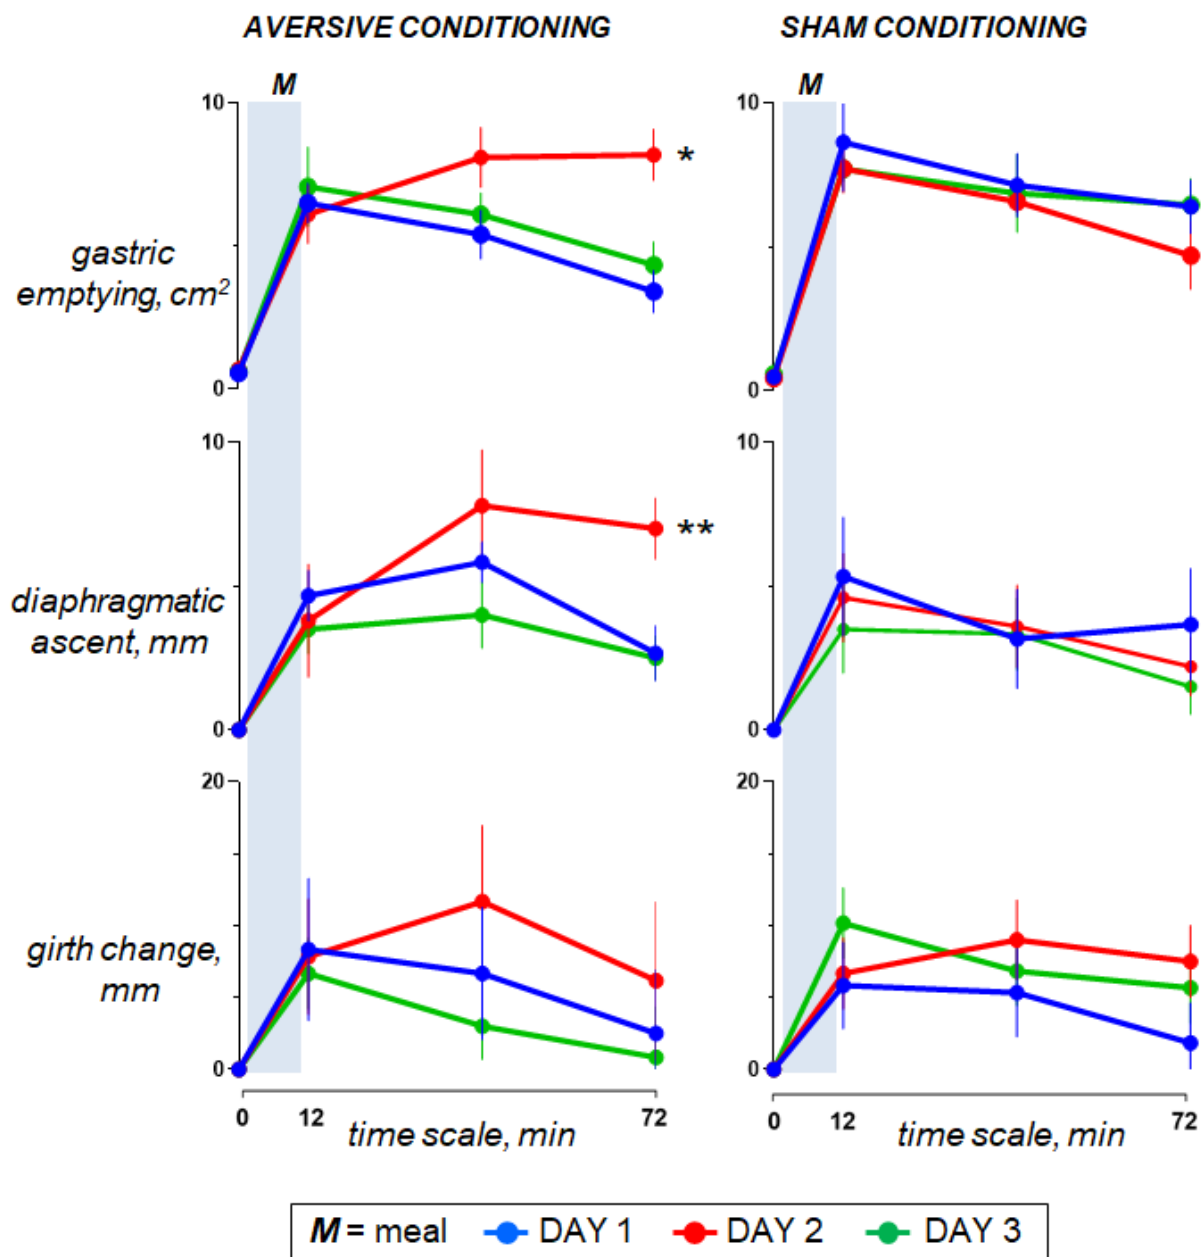 AVERSIVE CONDITIONING
SHAM CONDITIONING
M
M
10
0
gastric
emptying, cm²
*
10
0
10
0
diaphragmatic
ascent, mm
**
10
0
20
0
girth change,
mm
20
0
0 12 72
time scale, min
0 12 72
time scale, min
M = meal DAY 1 DAY 2 DAY 3